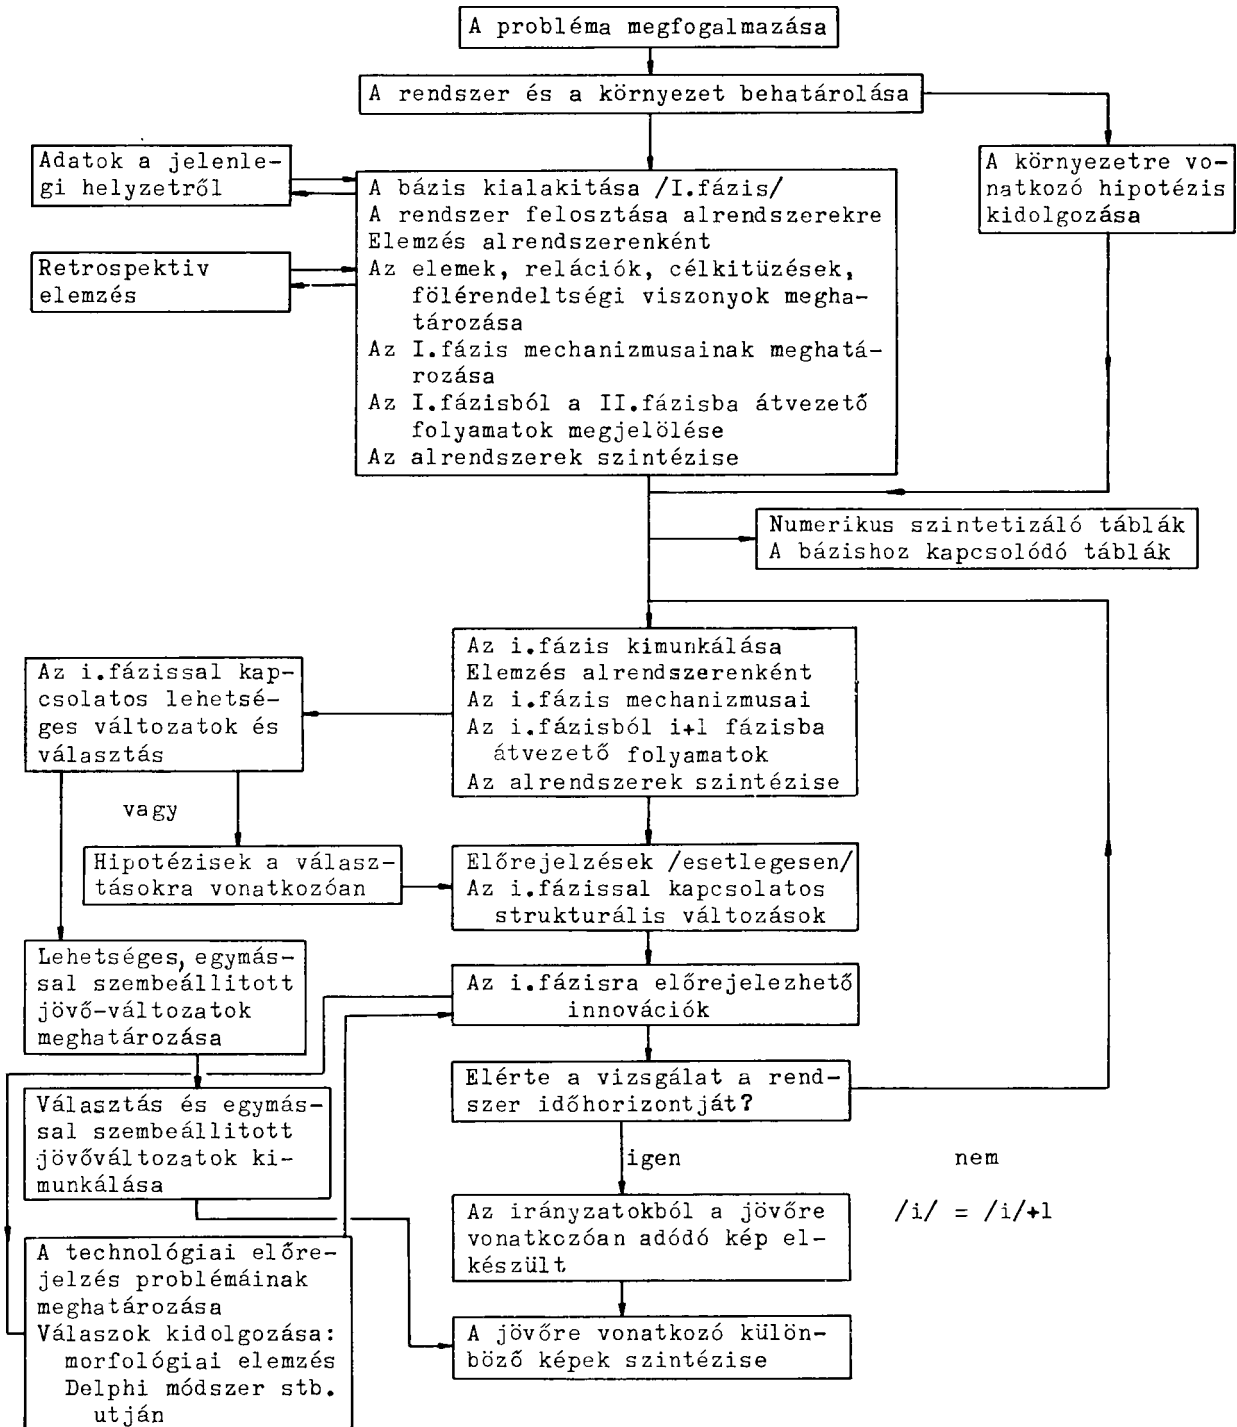 A probléma megfogalmazása
A rendszer és a környezet behatárolása
Adatok a jelenle-
gi helyzetről
A környezetre vo-
natkozó hipotézis
kidolgozása
A bázis kialakitása /I.fázis/
A rendszer felosztása alrendszerekre
Elemzés alrendszerenként
Az elemek, relációk, célkitüzések,
fölérendeltségi viszonyok megha-
tározása
Az I.fázis mechanizmusainak meghatá-
rozása
Az I.fázisból a II.fázisba átvezető
folyamatok megjelölése
Az alrendszerek szintézise
Retrospektiv
elemzés
Numerikus szintetizáló táblák
A bázishoz kapcsolódó táblák
Az i.fázis kimunkálása
Elemzés alrendszerenként
Az i.fázis mechanizmusai
Az i.fázisból i+1 fázisba
átvezető folyamatok
Az alrendszerek szintézise
Az i.fázissal kap-
csolatos lehetsé-
ges változatok és
választás
vagy
Hipotézisek a válasz-
tásokra vonatkozóan
Előrejelzések /esetlegesen/
Az i.fázissal kapcsolatos
strukturális változások
Lehetséges, egymás-
sal szembeállitott
jövő-változatok
meghatározása
Az i.fázisra előrejelezhető
innovációk
Elérte a vizsgálat a rend-
szer időhorizontját?
Választás és egymás-
sal szembeállitott
jövőváltozatok ki-
munkálása
igen
nem
/i/ = /i/+1
Az irányzatokból a jövőre
vonatkozóan adódó kép el-
készült
A technológiai előre-
jelzés problémáinak
meghatározása
Válaszok kidolgozása:
morfológiai elemzés
Delphi módszer stb.
utján
A jövőre vonatkozó külön-
böző képek szintézise